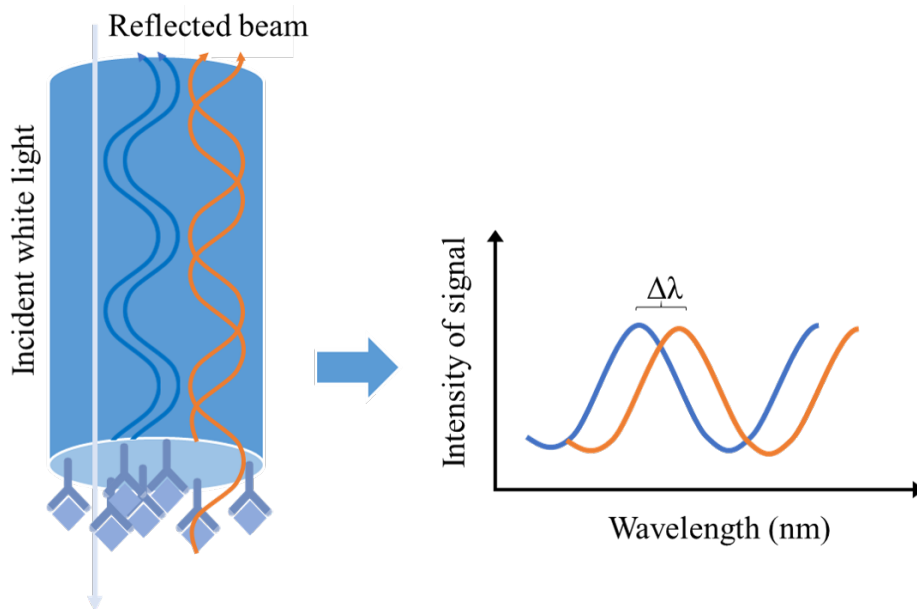 Reflected beam
Incident white light
Intensity of signal
Δλ
Wavelength (nm)